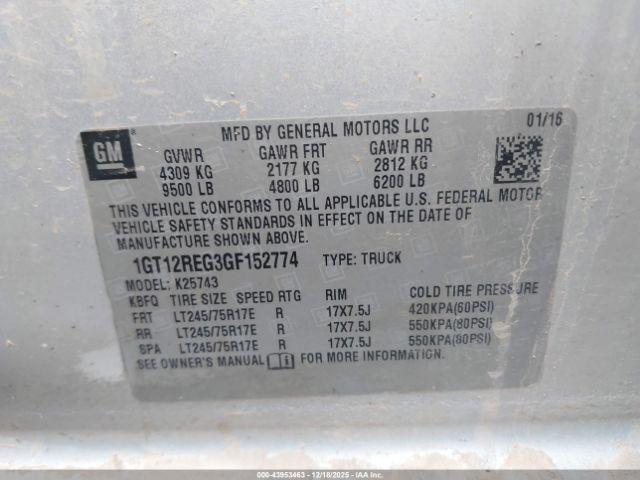 GM
MFD BY GENERAL MOTORS LLC 01/16
GVWR GAWR FRT GAWR RR
4309 KG 2177 KG 2812 KG
9500 LB 4800 LB 6200 LB
THIS VEHICLE CONFORMS TO ALL APPLICABLE U.S. FEDERAL MOTOR
VEHICLE SAFETY STANDARDS IN EFFECT ON THE DATE OF
MANUFACTURE SHOWN ABOVE.
1GT12REG3GF152774 TYPE: TRUCK
MODEL: K25743
KBFQ TIRE SIZE SPEED RTG RIM COLD TIRE PRESSURE
FRT LT245/75R17E R 17X7.5J 420KPA(60PSI)
RR LT245/75R17E R 17X7.5J 550KPA(80PSI)
SPA LT245/75R17E R 17X7.5J 550KPA(80PSI)
SEE OWNER'S MANUAL FOR MORE INFORMATION.
000-43953463 - 12/18/2025 - IAAI.COM